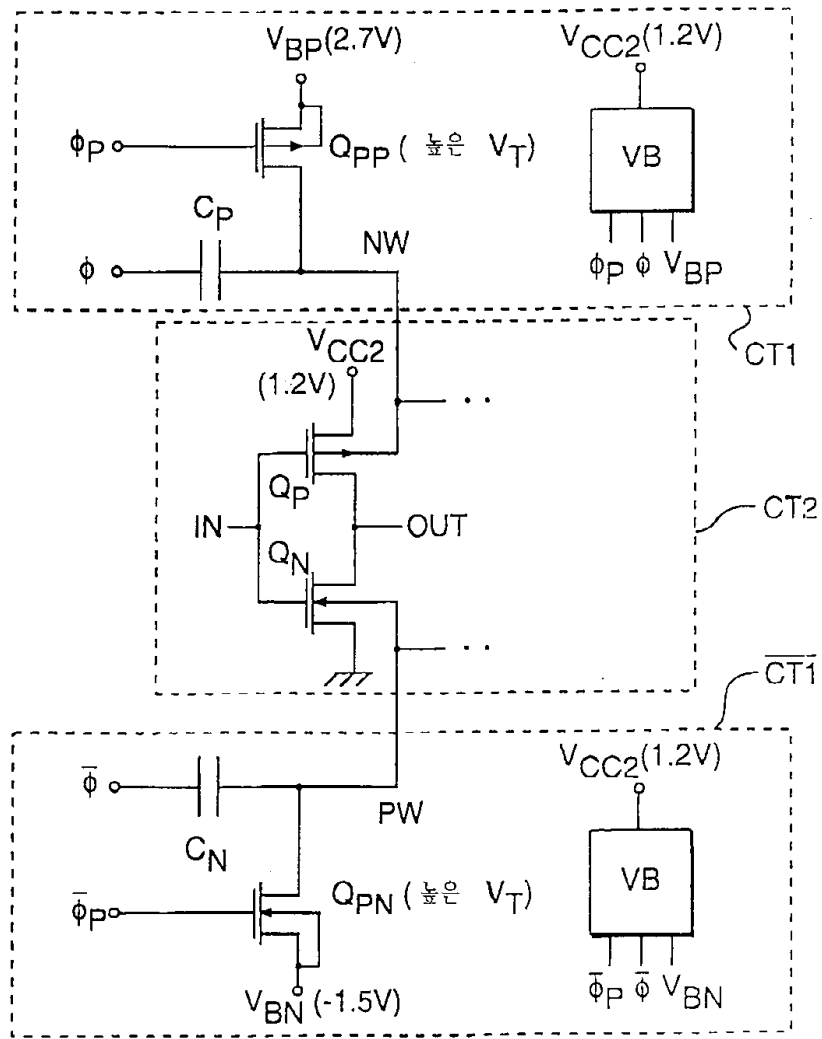 V_BP(2.7V)
V_CC2(1.2V)
ϕ_P
Q_PP ( 높은 V_T)
VB
C_P
NW
ϕ
ϕ_P ϕ V_BP
CT1
V_CC2
(1.2V)
Q_P
IN
OUT
CT2
Q_N
C̅T̅1̅
ϕ̅
V_CC2(1.2V)
PW
C_N
ϕ̅_P
Q_PN ( 높은 V_T)
VB
V_BN(-1.5V)
ϕ̅_P ϕ̅ V_BN